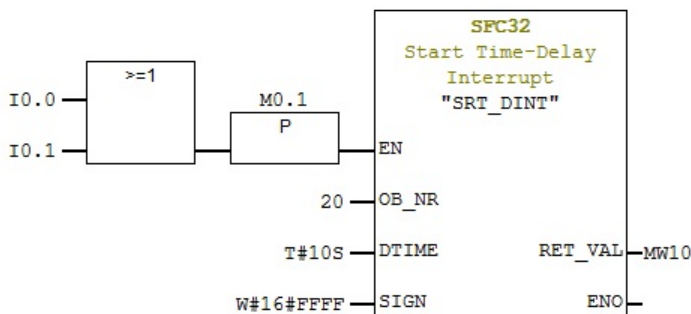 SFC32
Start Time-Delay
Interrupt
"SRT_DINT"
>=1
I0.0
M0.1
P
I0.1
EN
20
OB_NR
T#10S
DTIME
RET_VAL
MW10
W#16#FFFF
SIGN
ENO